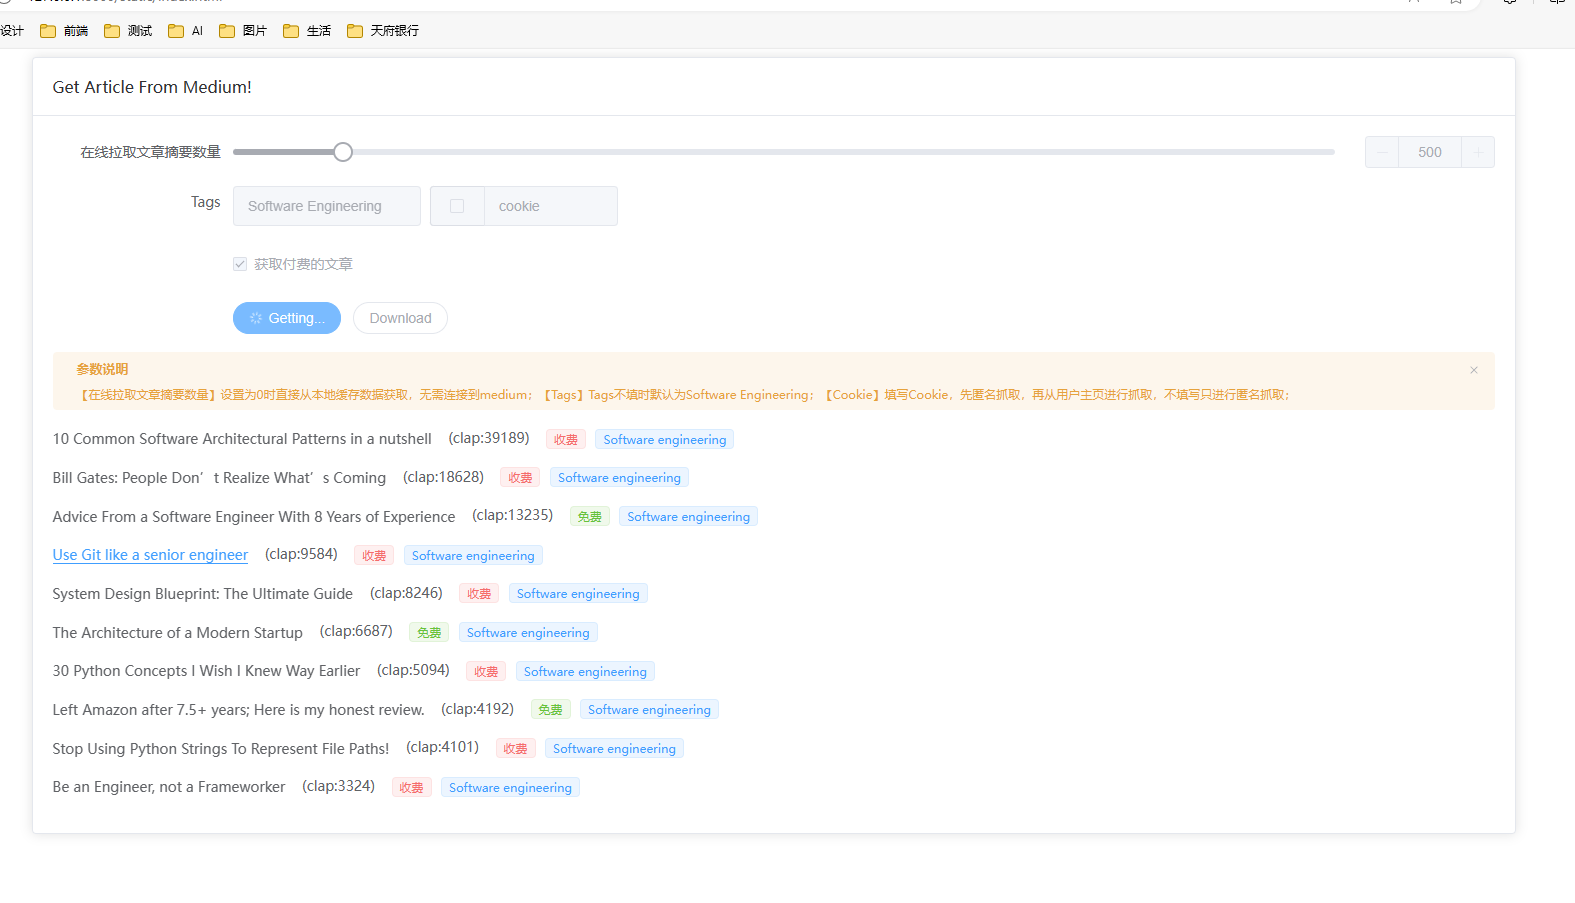 设计 前端 测试 AI 图片 生活 天府银行
Get Article From Medium!
在线拉取文章摘要数量 500
Tags Software Engineering cookie
获取付费的文章
Getting... Download
参数说明
【在线拉取文章摘要数量】设置为0时直接从本地缓存数据获取，无需连接到medium；【Tags】Tags不填时默认为Software Engineering；【Cookie】填写Cookie，先匿名抓取，再从用户主页进行抓取，不填写只进行匿名抓取；
10 Common Software Architectural Patterns in a nutshell (clap:39189) 收费 Software engineering
Bill Gates: People Don’t Realize What’s Coming (clap:18628) 收费 Software engineering
Advice From a Software Engineer With 8 Years of Experience (clap:13235) 免费 Software engineering
Use Git like a senior engineer (clap:9584) 收费 Software engineering
System Design Blueprint: The Ultimate Guide (clap:8246) 收费 Software engineering
The Architecture of a Modern Startup (clap:6687) 免费 Software engineering
30 Python Concepts I Wish I Knew Way Earlier (clap:5094) 收费 Software engineering
Left Amazon after 7.5+ years; Here is my honest review. (clap:4192) 免费 Software engineering
Stop Using Python Strings To Represent File Paths! (clap:4101) 收费 Software engineering
Be an Engineer, not a Frameworker (clap:3324) 收费 Software engineering